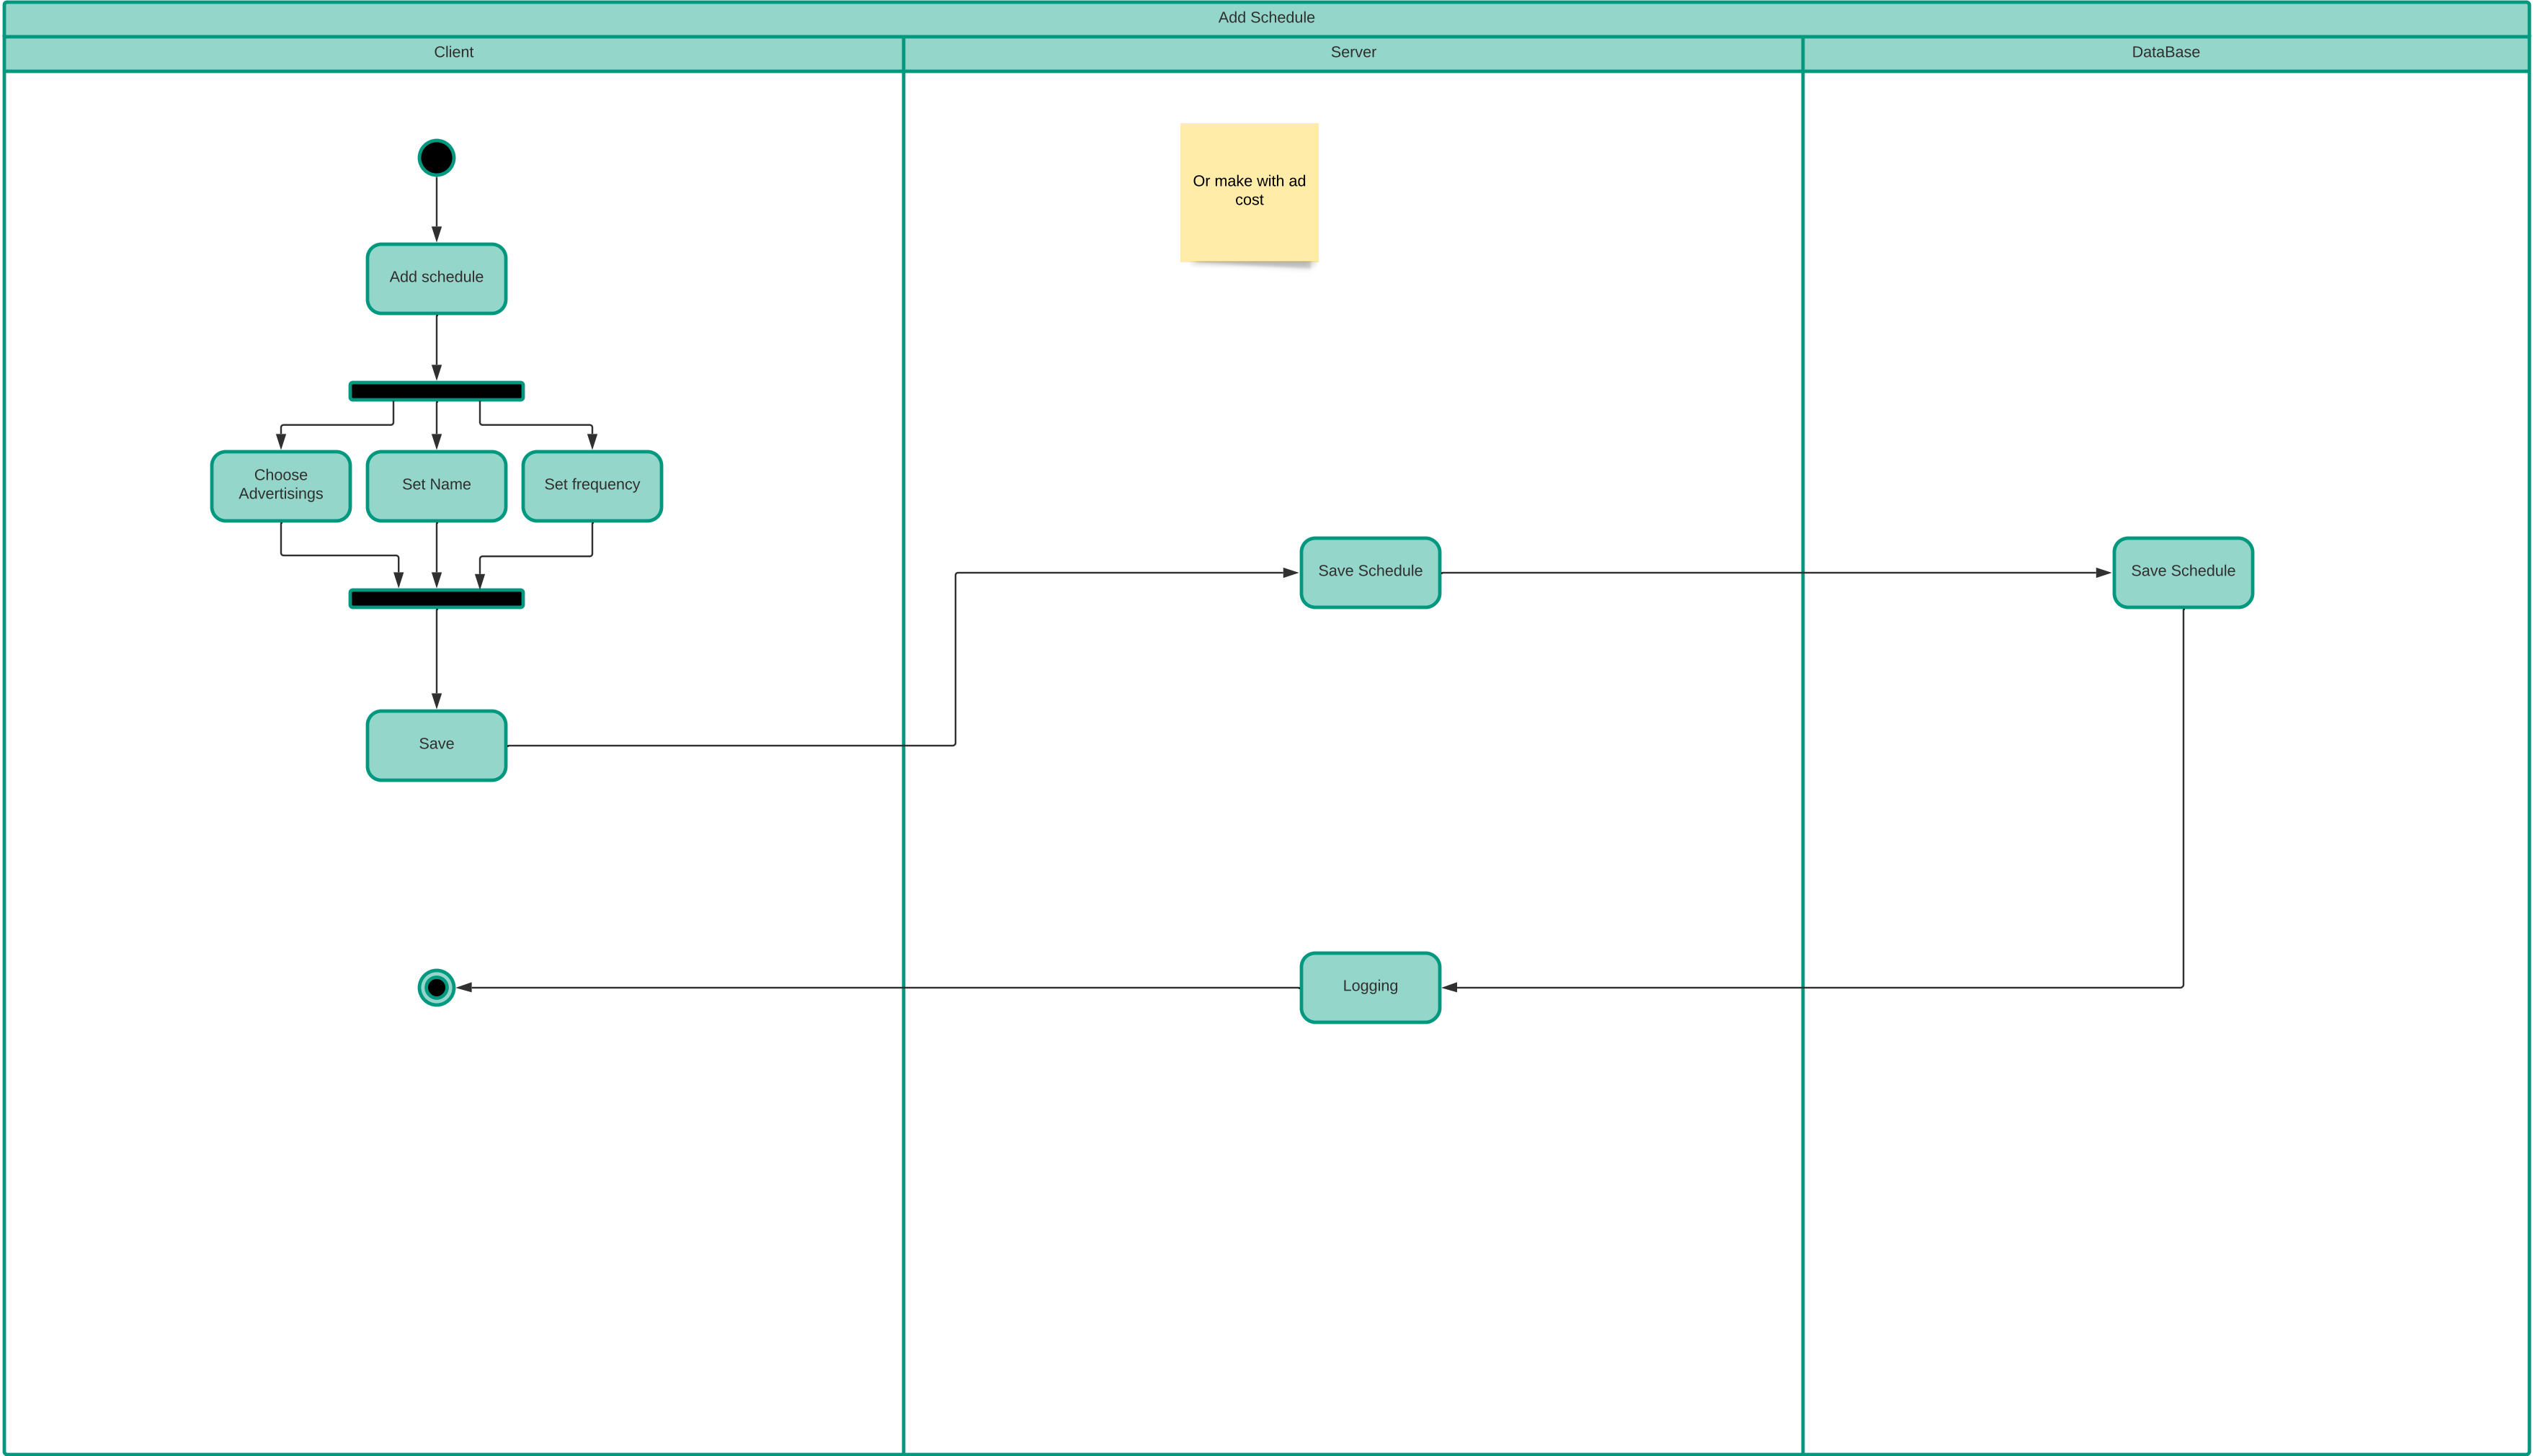 Add Schedule
Client
Server
DataBase
Or make with ad
cost
Add schedule
Choose
Advertisings
Set Name
Set frequency
Save Schedule
Save Schedule
Save
Logging